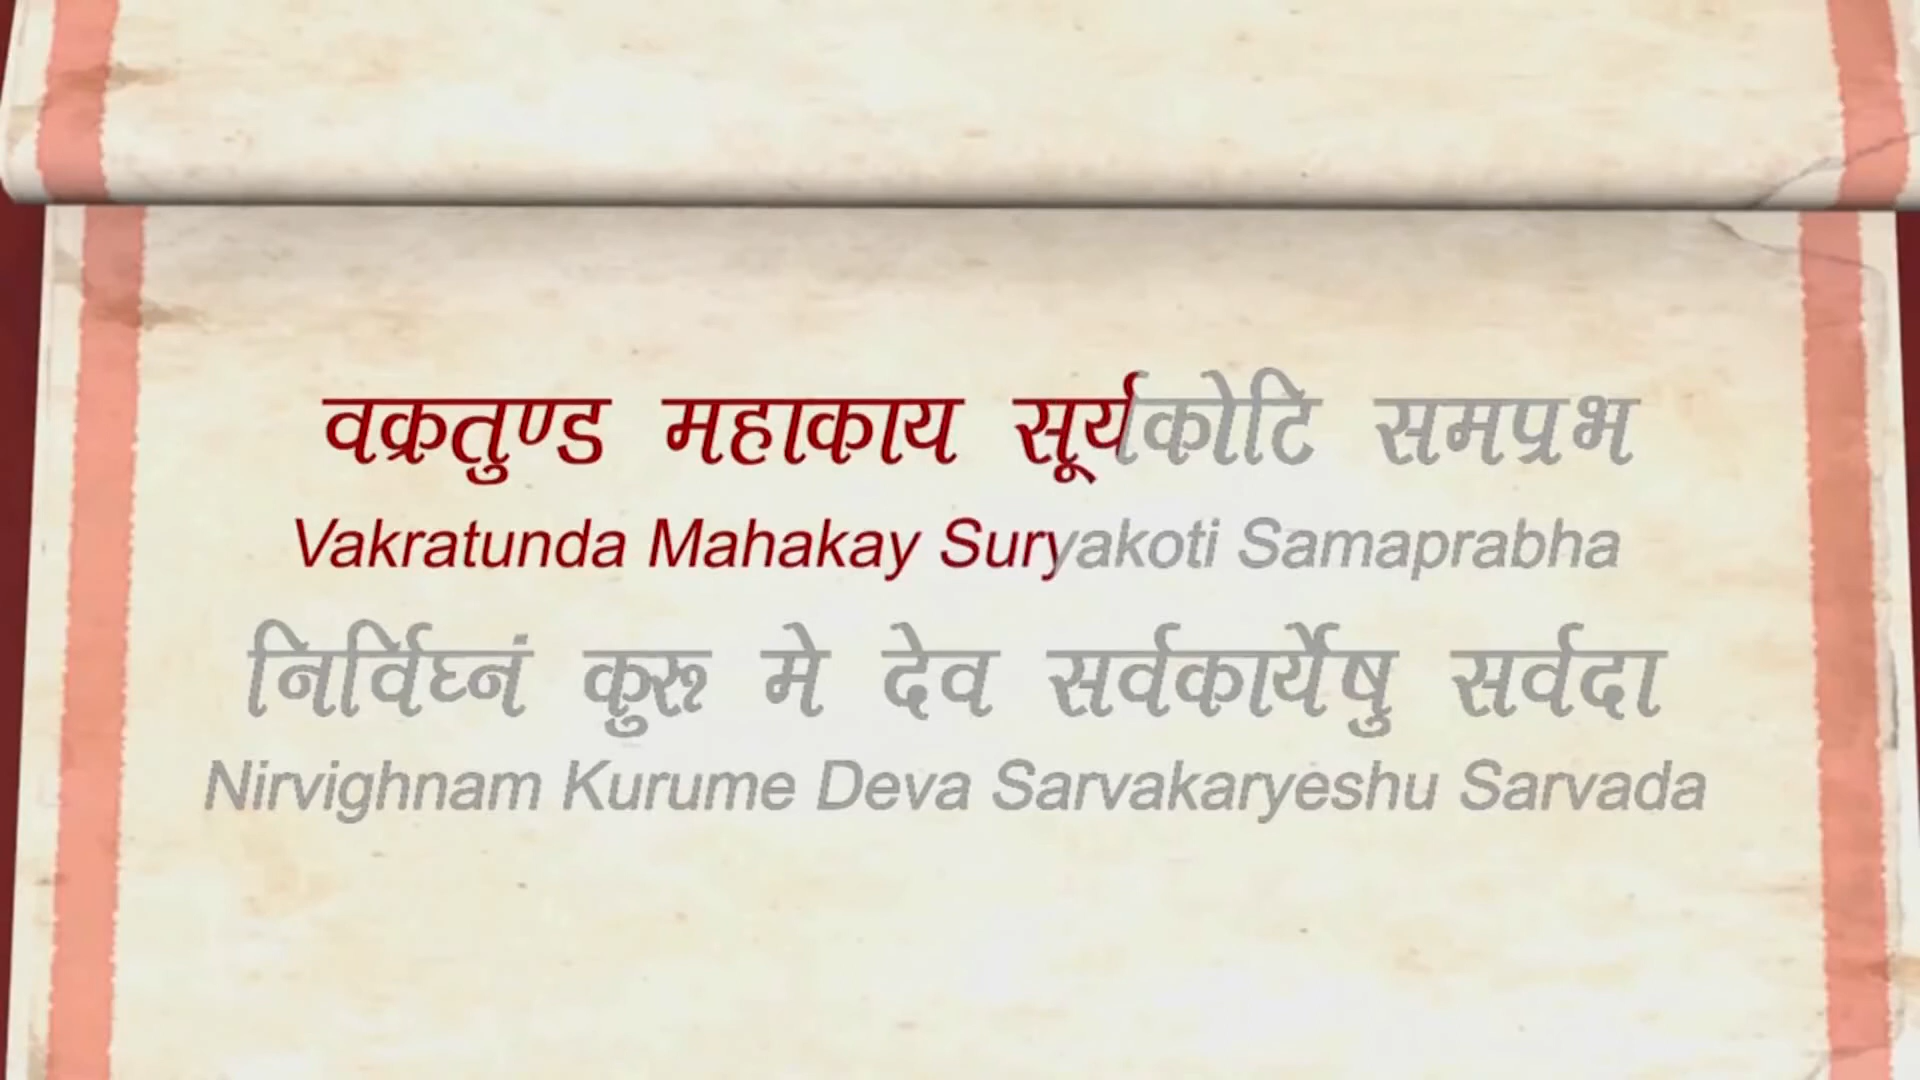 वक्रतुण्ड महाकाय सूर्यकोटि समप्रभ
Vakratunda Mahakay Suryakoti Samaprabha
निर्विघ्नं कुरू मे देव सर्वकार्येषु सर्वदा
Nirvighnam Kurume Deva Sarvakaryeshu Sarvada